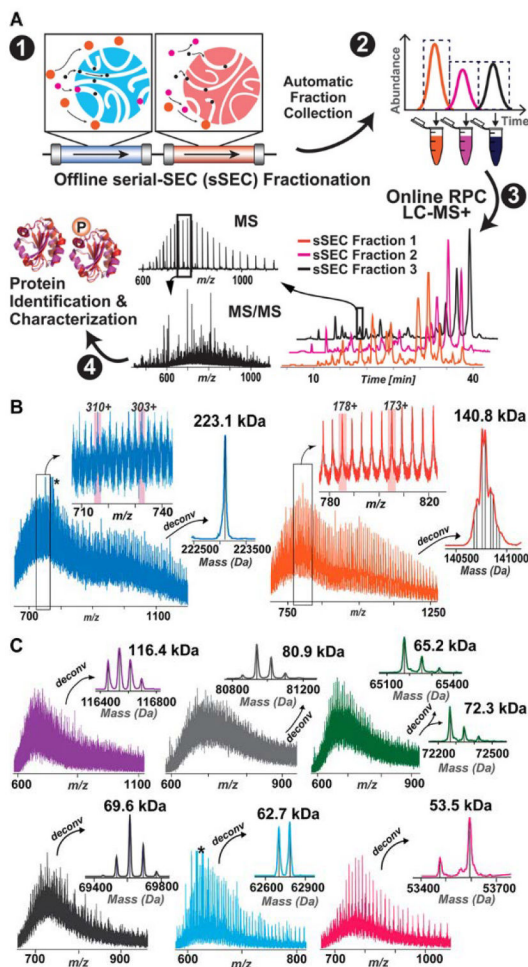 A
1
2
Automatic
Fraction
Collection
Abundance
Time
Offline serial-SEC (sSEC) Fractionation
3
Online RPC
LC-MS+
P
MS
sSEC Fraction 1
sSEC Fraction 2
sSEC Fraction 3
600 m/z 1000
Protein
Identification &
Characterization
MS/MS
4
600 m/z 1000
10 Time [min] 40
B
310+ 303+
223.1 kDa
178+ 173+
140.8 kDa
*
710 m/z 740
780 m/z 820
deconv
deconv
222500 223500
Mass (Da)
140500 141000
Mass (Da)
700 m/z 1100
750 m/z 1250
C
116.4 kDa
80.9 kDa
65.2 kDa
deconv
116400 116800
Mass (Da)
80800 81200
Mass (Da)
deconv
65100 65400
Mass (Da)
72.3 kDa
deconv
72200 72500
Mass (Da)
600 m/z 1100
600 m/z 900
600 m/z 900
69.6 kDa
62.7 kDa
53.5 kDa
deconv
deconv
deconv
*
69400 69800
Mass (Da)
62600 62900
Mass (Da)
53400 53700
Mass (Da)
700 m/z 900
600 m/z 800
700 m/z 1000